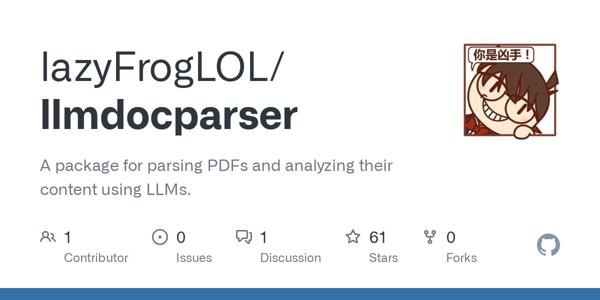 lazyFrogLOL/
llmdocparser
你是凶手！
A package for parsing PDFs and analyzing their
content using LLMs.
1
Contributor
0
Issues
1
Discussion
61
Stars
0
Forks